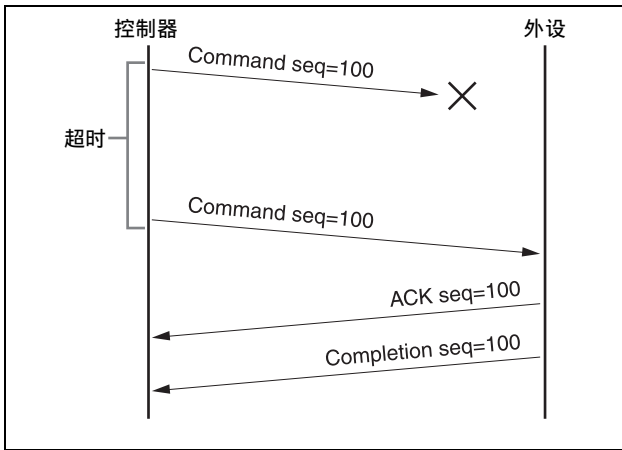 控制器
外设
Command seq=100
超时
Command seq=100
ACK seq=100
Completion seq=100